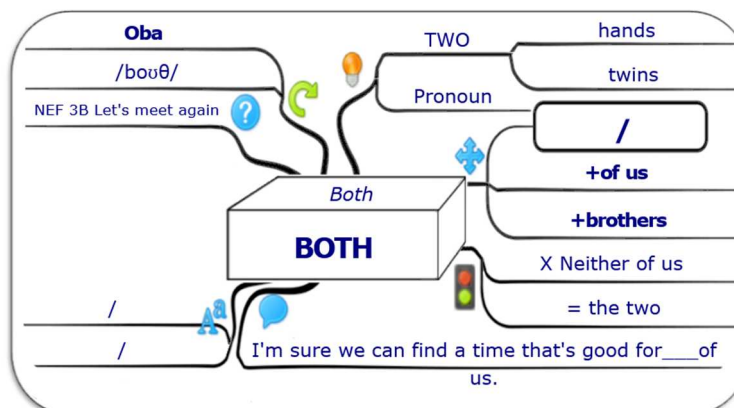 Oba
/boʊθ/
NEF 3B Let's meet again
TWO
hands
twins
Pronoun
/
+of us
+brothers
Both
BOTH
X Neither of us
= the two
/
/
Aa
?
I'm sure we can find a time that's good for___of
us.